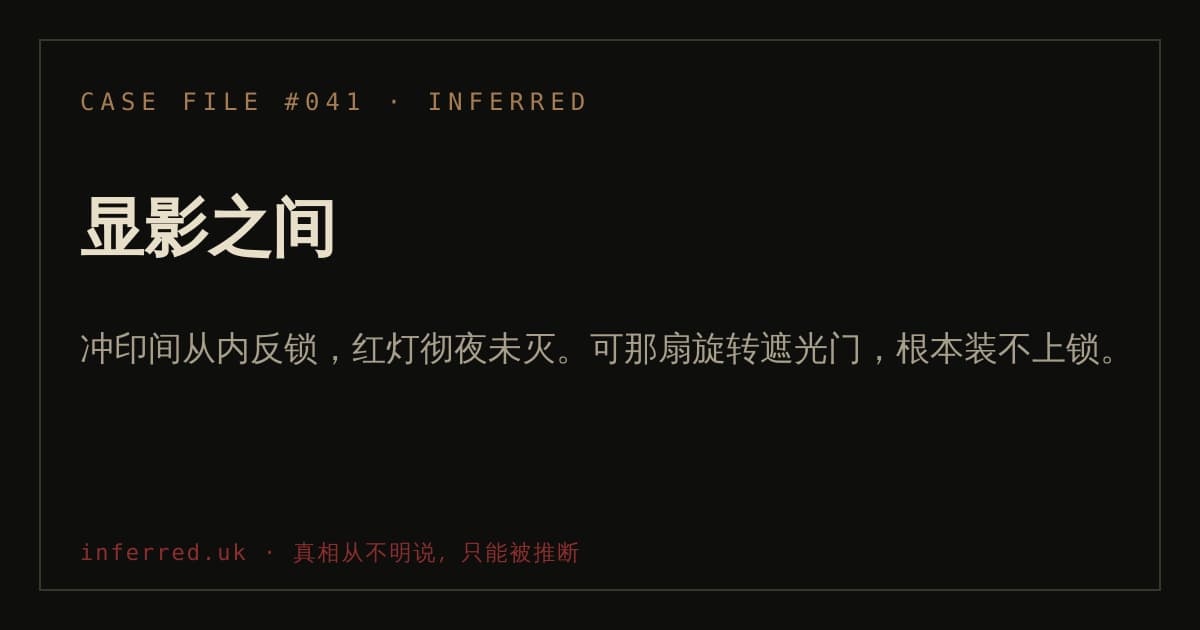 CASE FILE #041 · INFERRED
显影之间
冲印间从内反锁，红灯彻夜未灭。可那扇旋转遮光门，根本装不上锁。
inferred.uk · 真相从不明说，只能被推断